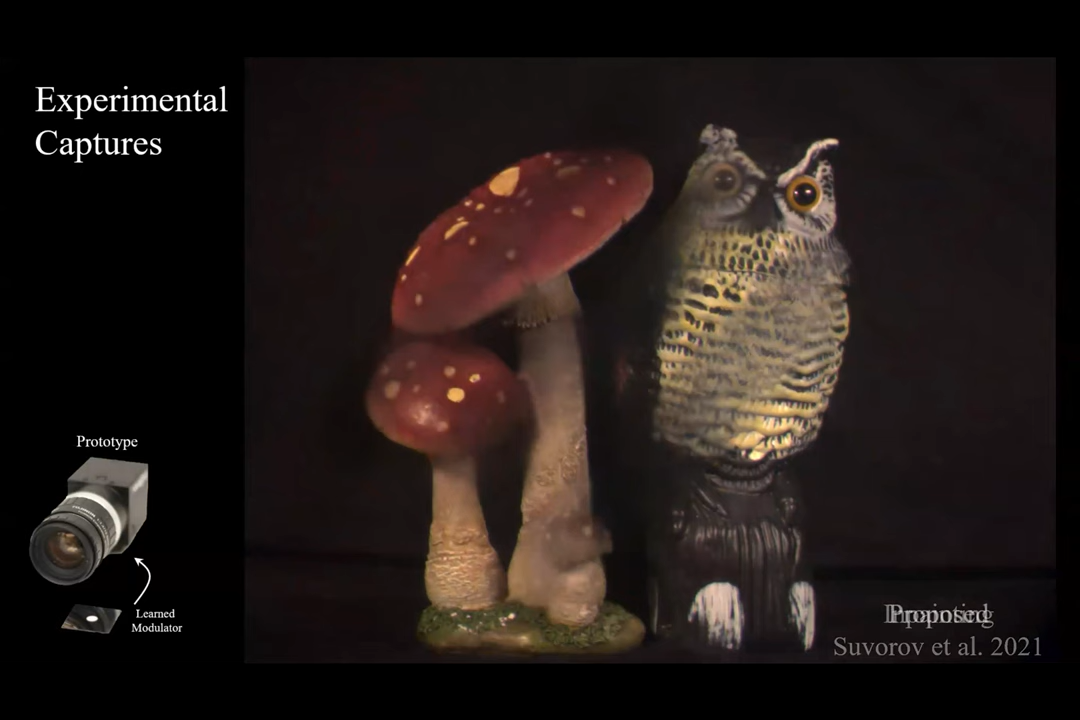 Experimental
Captures
Prototype
Learned
Modulator
Suvorov et al. 2021